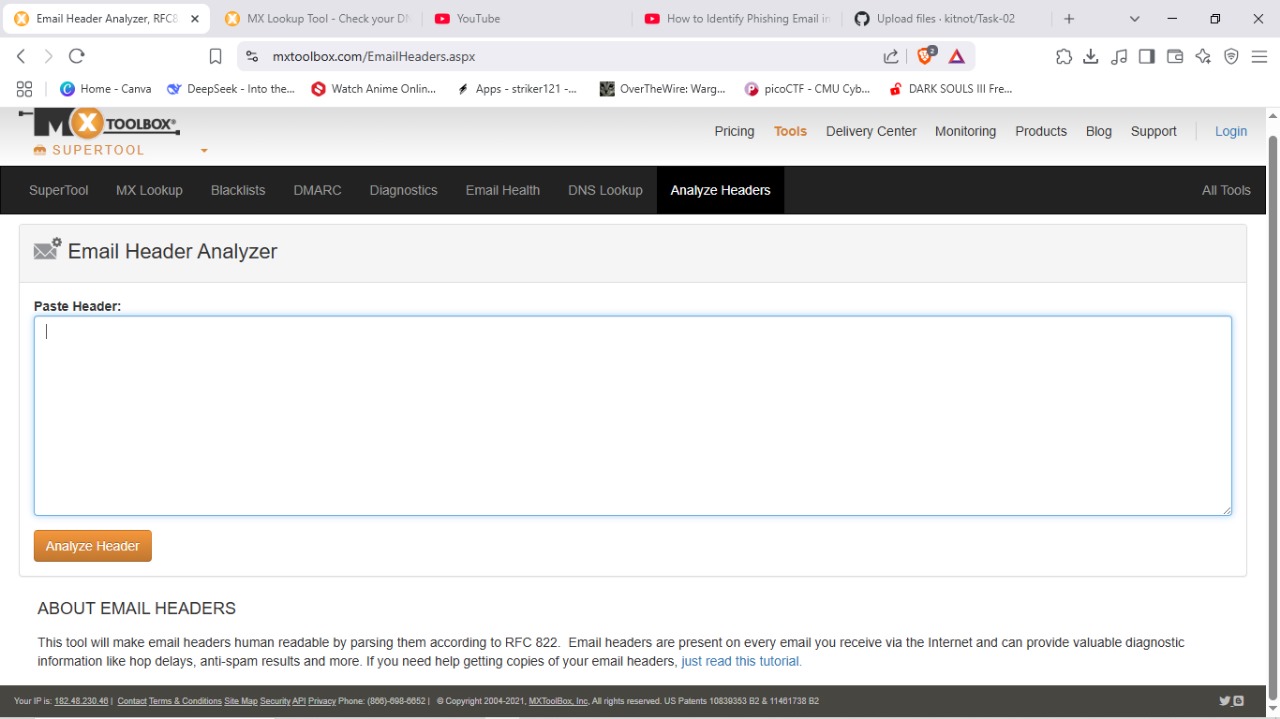 Email Header Analyzer, RFC8
MX Lookup Tool - Check your DN
YouTube
How to Identify Phishing Email in
Upload files · kitnot/Task-02
mxtoolbox.com/EmailHeaders.aspx
2
Home - Canva
DeepSeek - Into the...
Watch Anime Onlin...
Apps - striker121 -...
OverTheWire: Warg...
picoCTF - CMU Cyb...
DARK SOULS III Fre...
MX TOOLBOX®
SUPERTOOL
Pricing Tools Delivery Center Monitoring Products Blog Support Login
SuperTool MX Lookup Blacklists DMARC Diagnostics Email Health DNS Lookup Analyze Headers All Tools
Email Header Analyzer
Paste Header:
Analyze Header
ABOUT EMAIL HEADERS
This tool will make email headers human readable by parsing them according to RFC 822.  Email headers are present on every email you receive via the Internet and can provide valuable diagnostic
information like hop delays, anti-spam results and more. If you need help getting copies of your email headers, just read this tutorial.
Your IP is: 182.48.230.46 | Contact Terms & Conditions Site Map Security API Privacy Phone: (866)-698-6652 | © Copyright 2004-2021, MXToolBox, Inc, All rights reserved. US Patents 10839353 B2 & 11461738 B2